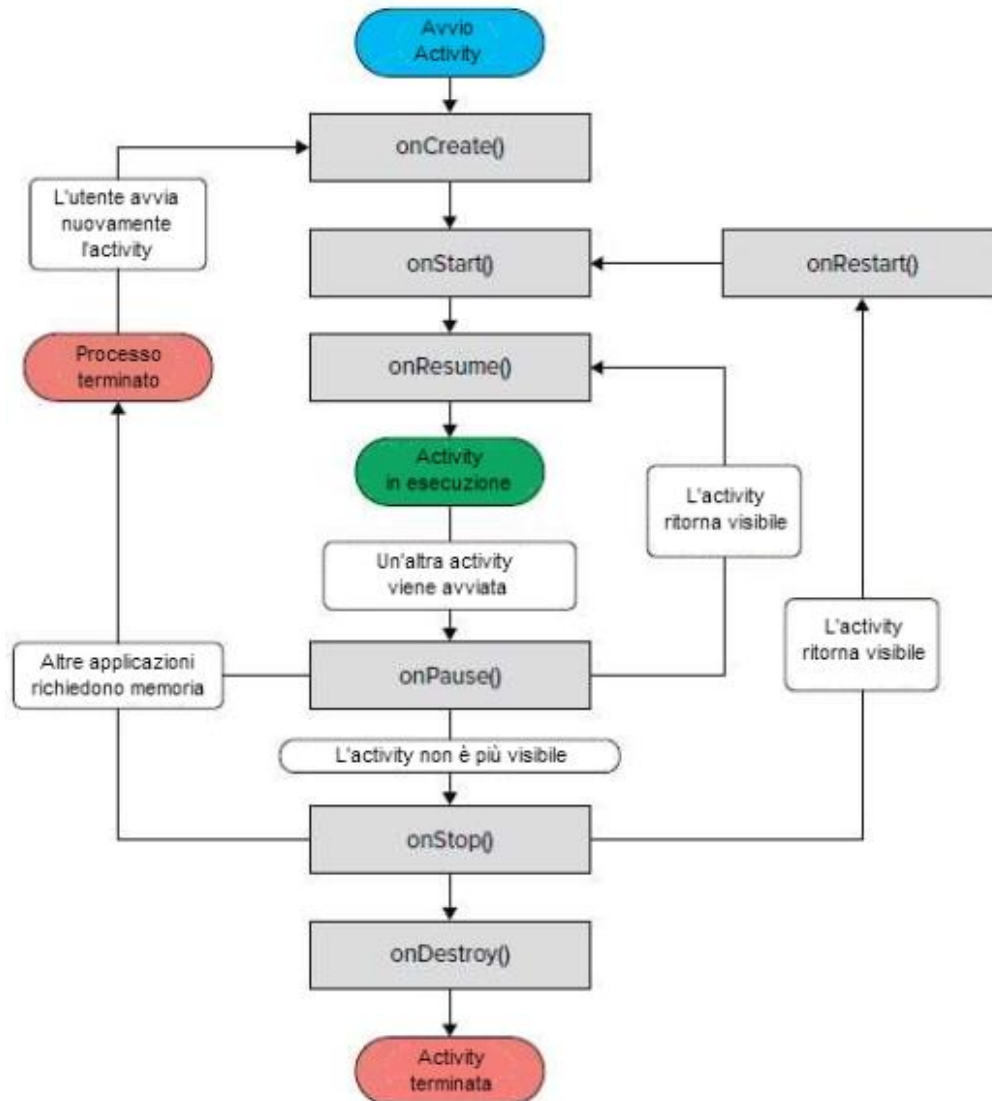 Avvio
Activity
onCreate()
L'utente avvia
nuovamente
l'activity
onStart()
onRestart()
Processo
terminato
onResume()
Activity
in esecuzione
L'activity
ritorna visibile
Un'altra activity
viene avviata
L'activity
ritorna visibile
Altre applicazioni
richiedono memoria
onPause()
L'activity non è più visibile
onStop()
onDestroy()
Activity
terminata